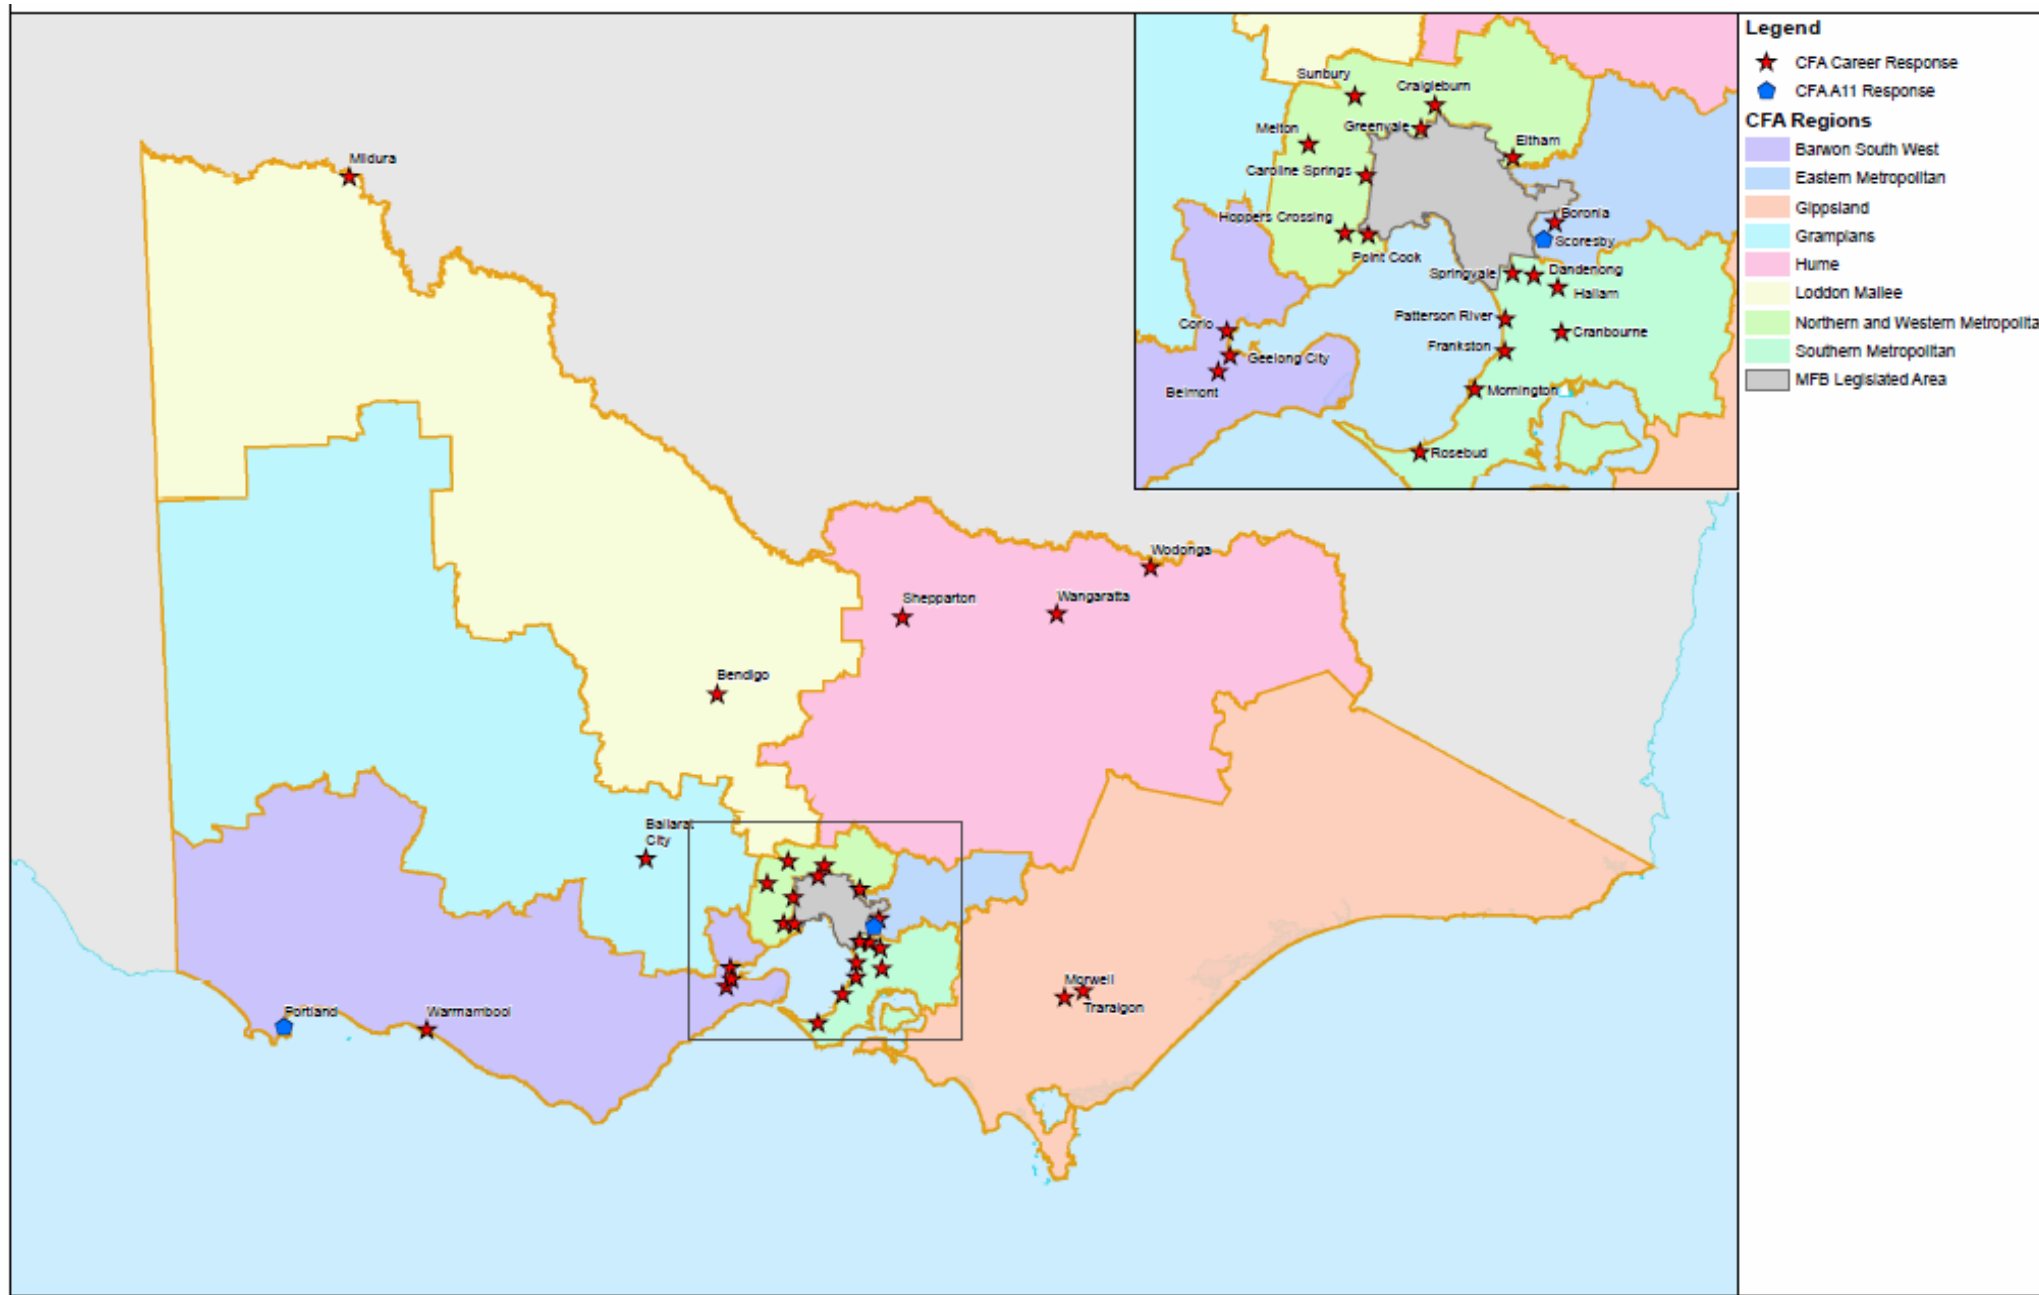 Legend
CFA Career Response
CFA A11 Response
CFA Regions
Barwon South West
Eastern Metropolitan
Gippsland
Grampians
Hume
Loddon Mallee
Northern and Western Metropolita
Southern Metropolitan
MFB Legislated Area
Sunbury
Craigieburn
Melton
Greenvale
Eltham
Caroline Springs
Hoppers Crossing
Boronia
Scoresby
Point Cook
Springvale
Dandenong
Hallam
Corio
Patterson River
Cranbourne
Geelong City
Frankston
Belmont
Mornington
Rosebud
Mildura
Wodonga
Shepparton
Wangaratta
Bendigo
Ballarat
City
Morwell
Traralgon
Portland
Warrnambool